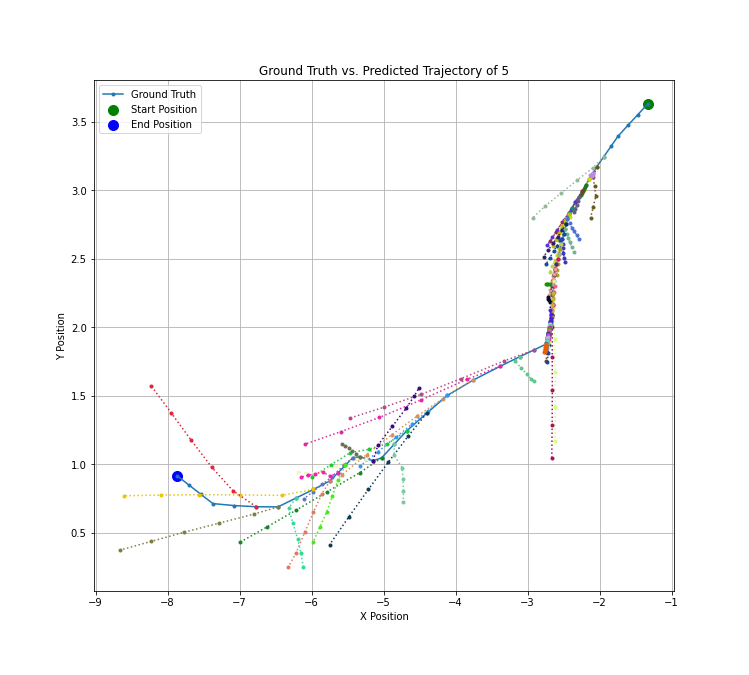 Ground Truth vs. Predicted Trajectory of 5
Ground Truth
Start Position
End Position
3.5
3.0
2.5
2.0
1.5
1.0
0.5
Y Position
−9 −8 −7 −6 −5 −4 −3 −2 −1
X Position